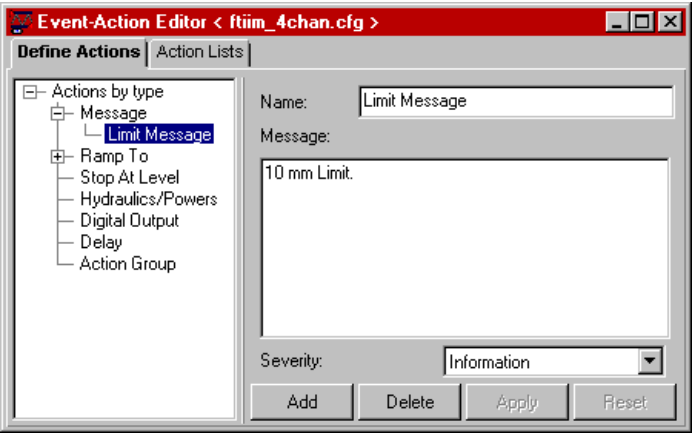 Event-Action Editor < ftiim_4chan.cfg >
Define Actions Action Lists
Actions by type
Message
Limit Message
Ramp To
Stop At Level
Hydraulics/Powers
Digital Output
Delay
Action Group
Name: Limit Message
Message:
10 mm Limit.
Severity: Information
Add Delete Apply Reset